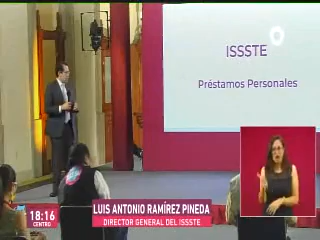 ISSSTE
Préstamos Personales
LUIS ANTONIO RAMÍREZ PINEDA
DIRECTOR GENERAL DEL ISSSTE
18:16
CENTRO